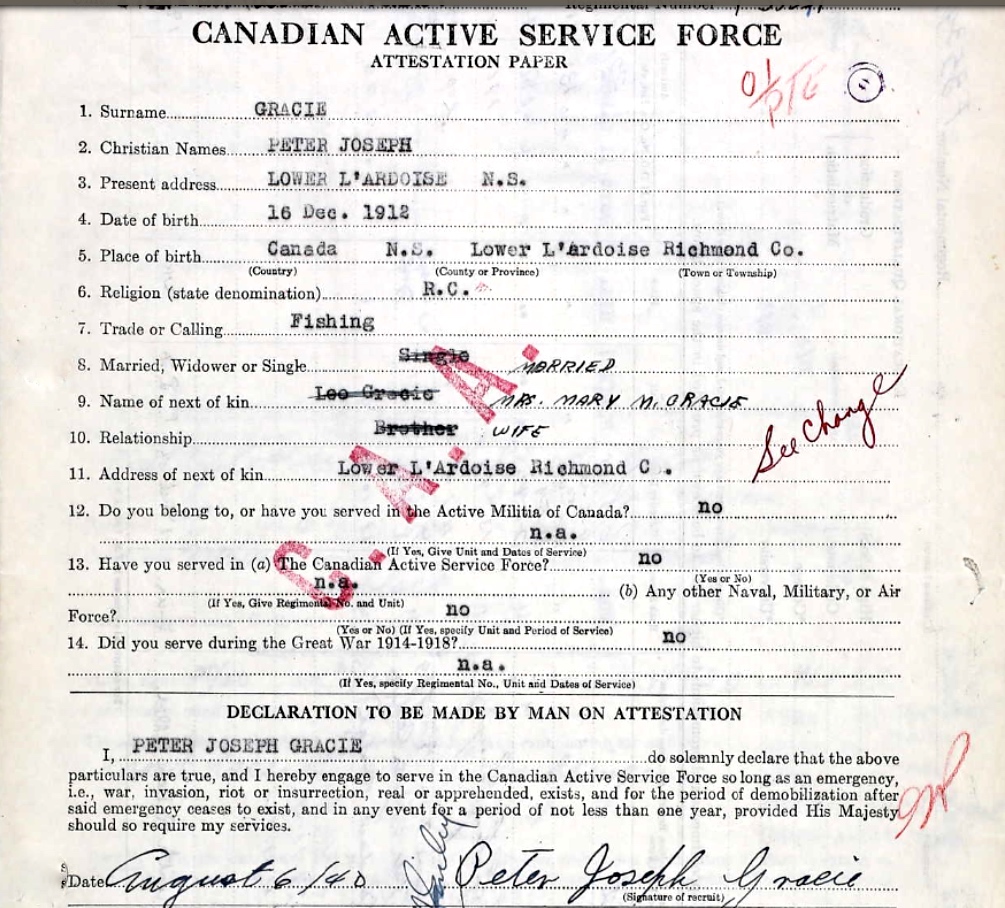 CANADIAN ACTIVE SERVICE FORCE
ATTESTATION PAPER
O/PTE
1. Surname GRACIE
2. Christian Names PETER JOSEPH
3. Present address LOWER L'ARDOISE N.S.
4. Date of birth 16 Dec. 1912
5. Place of birth Canada N.S. Lower L'Ardoise Richmond Co.
(Country) (County or Province) (Town or Township)
6. Religion (state denomination) R.C.
7. Trade or Calling Fishing
8. Married, Widower or Single Single MARRIED
9. Name of next of kin Leo Gracie MRS. MARY M. GRACIE
10. Relationship Brother WIFE
See Change
11. Address of next of kin Lower L'Ardoise Richmond C .
C. A. A.
12. Do you belong to, or have you served in the Active Militia of Canada? no
n.a.
(If Yes, Give Unit and Dates of Service)
13. Have you served in (a) The Canadian Active Service Force? no
(Yes or No)
n.a. (b) Any other Naval, Military, or Air
(If Yes, Give Regimental No. and Unit)
Force? no
(Yes or No) (If Yes, specify Unit and Period of Service)
14. Did you serve during the Great War 1914-1918? no
n.a.
(If Yes, specify Regimental No., Unit and Dates of Service)
DECLARATION TO BE MADE BY MAN ON ATTESTATION
I, PETER JOSEPH GRACIE do solemnly declare that the above
particulars are true, and I hereby engage to serve in the Canadian Active Service Force so long as an emergency,
i.e., war, invasion, riot or insurrection, real or apprehended, exists, and for the period of demobilization after
said emergency ceases to exist, and in any event for a period of not less than one year, provided His Majesty
should so require my services.
Date August 6/40 Peter Joseph Gracie
(Signature of recruit)